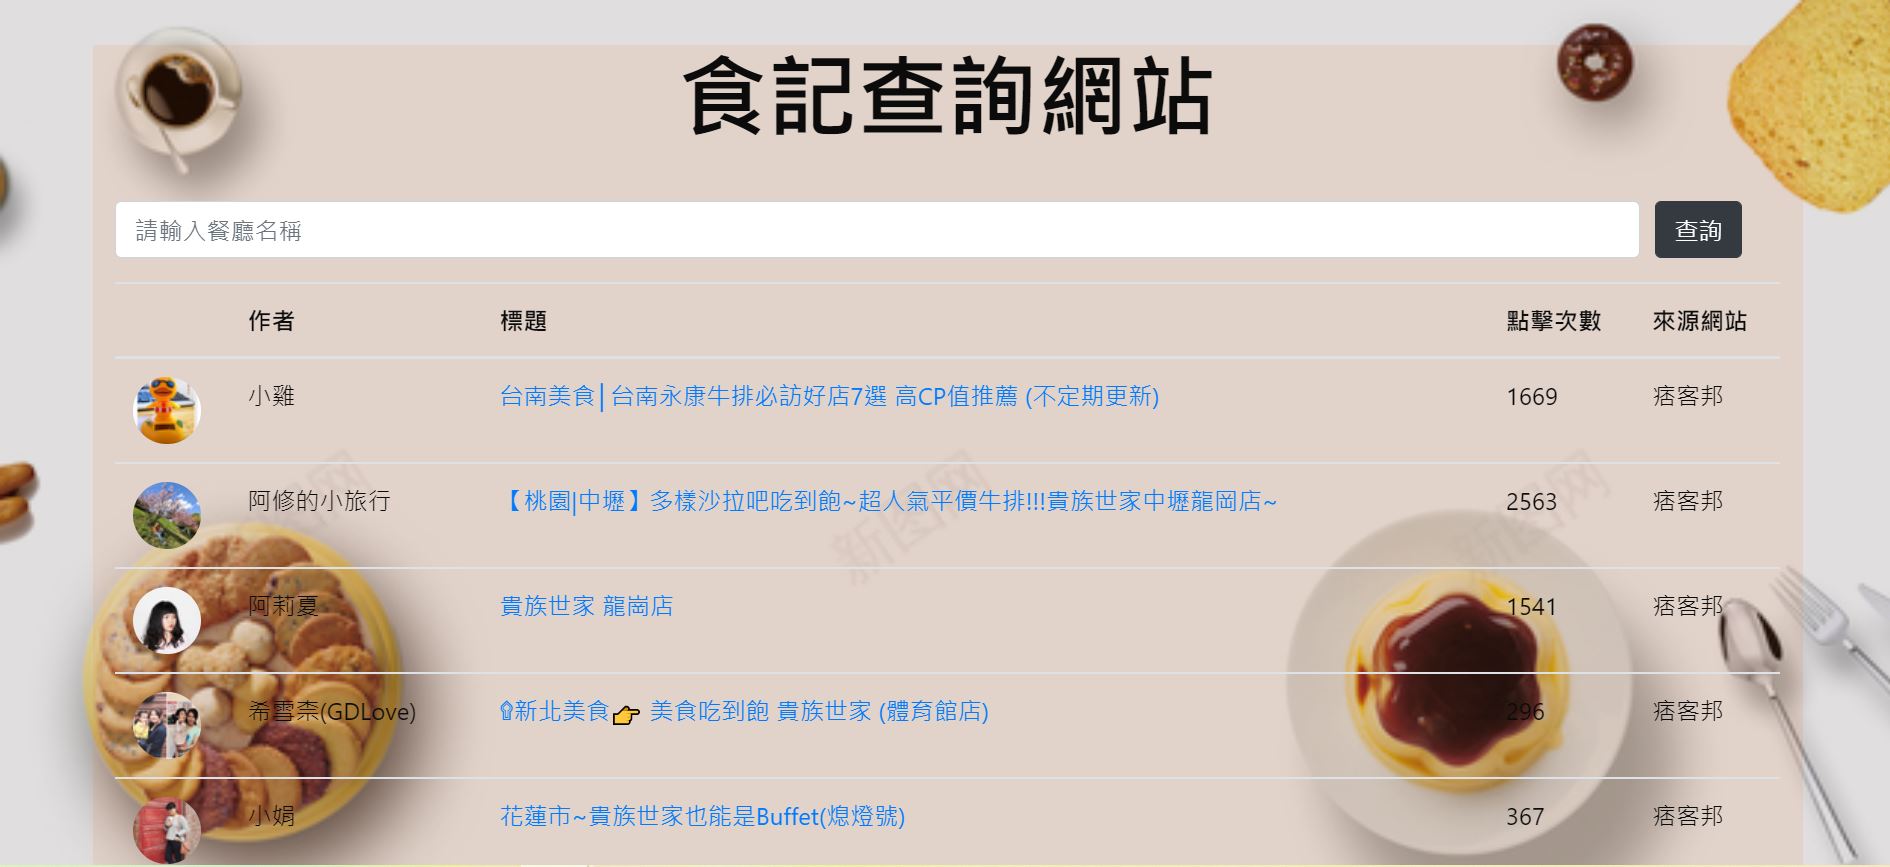 食記查詢網站
請輸入餐廳名稱
查詢
作者 標題 點擊次數 來源網站
小雞 台南美食│台南永康牛排必訪好店7選 高CP值推薦 (不定期更新) 1669 痞客邦
阿修的小旅行 【桃園|中壢】多樣沙拉吧吃到飽~超人氣平價牛排!!!貴族世家中壢龍岡店~ 2563 痞客邦
阿莉夏 貴族世家 龍崗店 1541 痞客邦
希雪柰(GDLove) ۩新北美食👉 美食吃到飽 貴族世家 (體育館店) 296 痞客邦
小娟 花蓮市~貴族世家也能是Buffet(熄燈號) 367 痞客邦
新图网
新图网